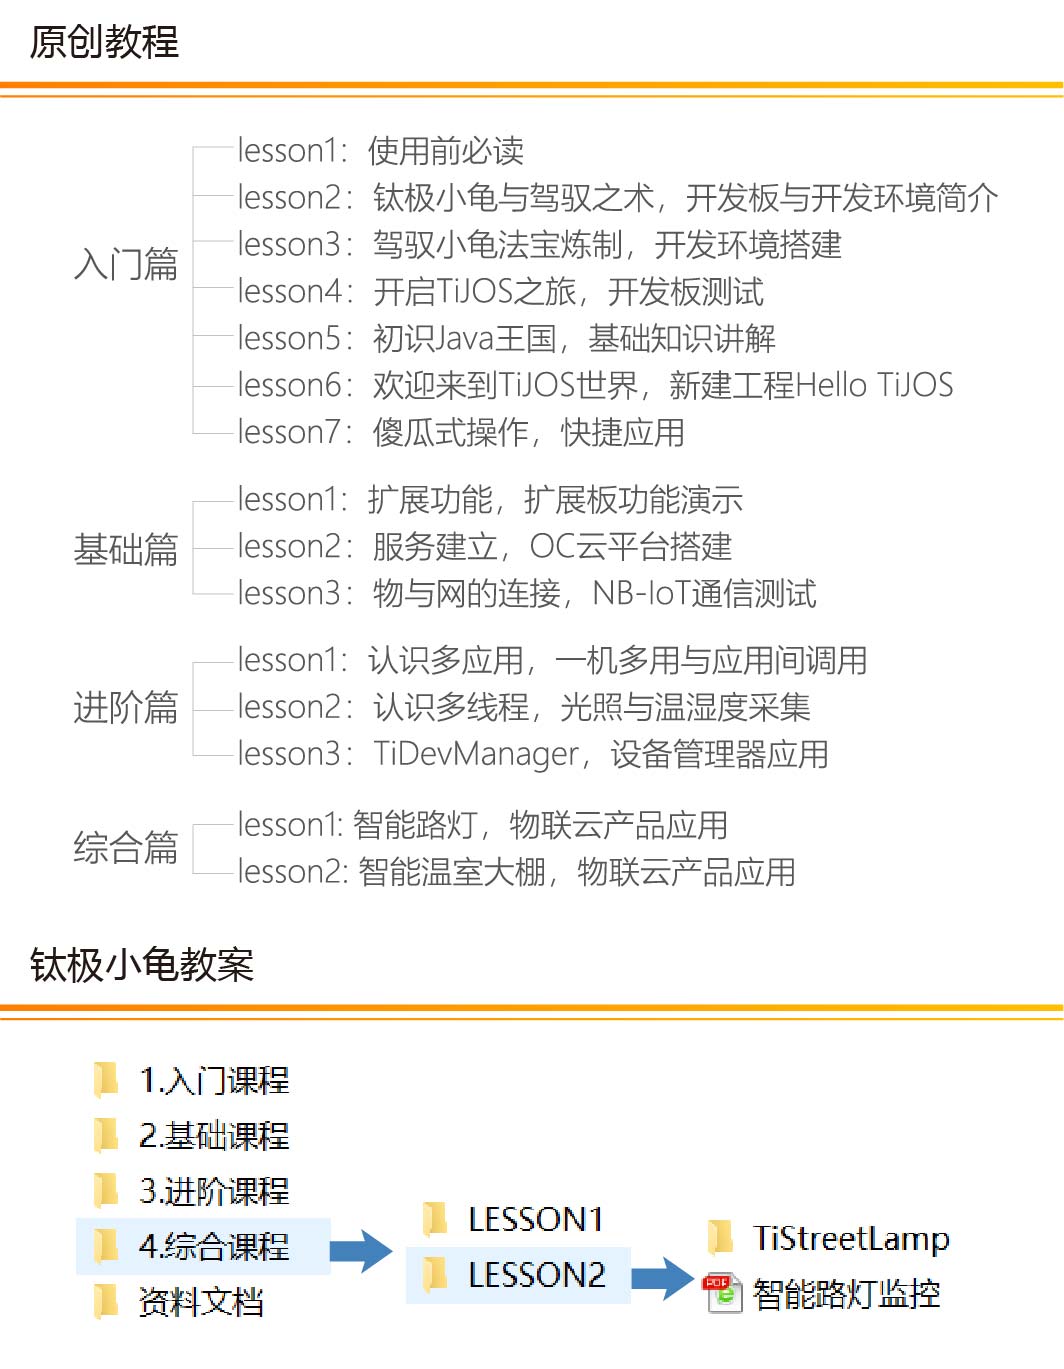 原创教程
入门篇
lesson1：使用前必读
lesson2：钛极小龟与驾驭之术，开发板与开发环境简介
lesson3：驾驭小龟法宝炼制，开发环境搭建
lesson4：开启TiJOS之旅，开发板测试
lesson5：初识Java王国，基础知识讲解
lesson6：欢迎来到TiJOS世界，新建工程Hello TiJOS
lesson7：傻瓜式操作，快捷应用
基础篇
lesson1：扩展功能，扩展板功能演示
lesson2：服务建立，OC云平台搭建
lesson3：物与网的连接，NB-IoT通信测试
进阶篇
lesson1：认识多应用，一机多用与应用间调用
lesson2：认识多线程，光照与温湿度采集
lesson3：TiDevManager，设备管理器应用
综合篇
lesson1: 智能路灯，物联云产品应用
lesson2: 智能温室大棚，物联云产品应用
钛极小龟教案
1.入门课程
2.基础课程
3.进阶课程
4.综合课程
资料文档
LESSON1
LESSON2
TiStreetLamp
PDF
智能路灯监控